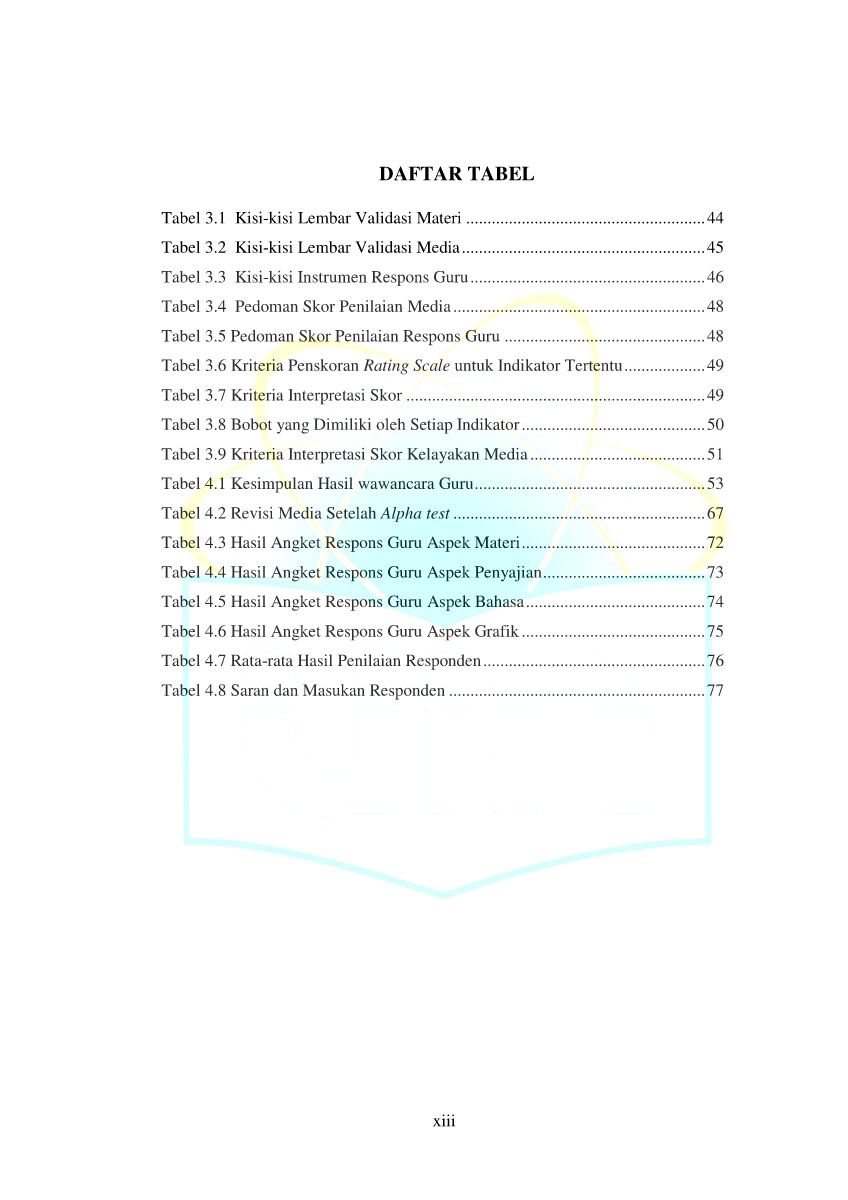 DAFTAR TABEL
Tabel 3.1  Kisi-kisi Lembar Validasi Materi ........................................................ 44
Tabel 3.2  Kisi-kisi Lembar Validasi Media ......................................................... 45
Tabel 3.3  Kisi-kisi Instrumen Respons Guru ....................................................... 46
Tabel 3.4  Pedoman Skor Penilaian Media ........................................................... 48
Tabel 3.5 Pedoman Skor Penilaian Respons Guru ............................................... 48
Tabel 3.6 Kriteria Penskoran Rating Scale untuk Indikator Tertentu ................... 49
Tabel 3.7 Kriteria Interpretasi Skor ...................................................................... 49
Tabel 3.8 Bobot yang Dimiliki oleh Setiap Indikator ........................................... 50
Tabel 3.9 Kriteria Interpretasi Skor Kelayakan Media ......................................... 51
Tabel 4.1 Kesimpulan Hasil wawancara Guru ...................................................... 53
Tabel 4.2 Revisi Media Setelah Alpha test ........................................................... 67
Tabel 4.3 Hasil Angket Respons Guru Aspek Materi ........................................... 72
Tabel 4.4 Hasil Angket Respons Guru Aspek Penyajian ...................................... 73
Tabel 4.5 Hasil Angket Respons Guru Aspek Bahasa .......................................... 74
Tabel 4.6 Hasil Angket Respons Guru Aspek Grafik ........................................... 75
Tabel 4.7 Rata-rata Hasil Penilaian Responden .................................................... 76
Tabel 4.8 Saran dan Masukan Responden ............................................................ 77
xiii